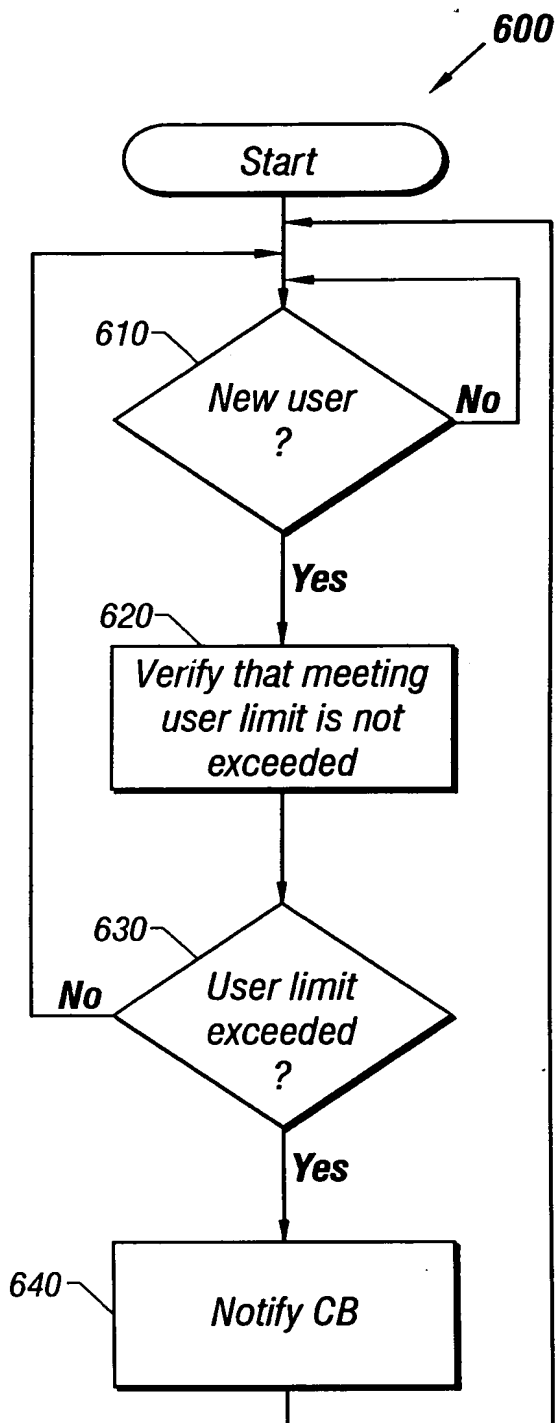 600
Start
610
New user
?
No
Yes
620
Verify that meeting
user limit is not
exceeded
630
No
User limit
exceeded
?
Yes
640
Notify CB